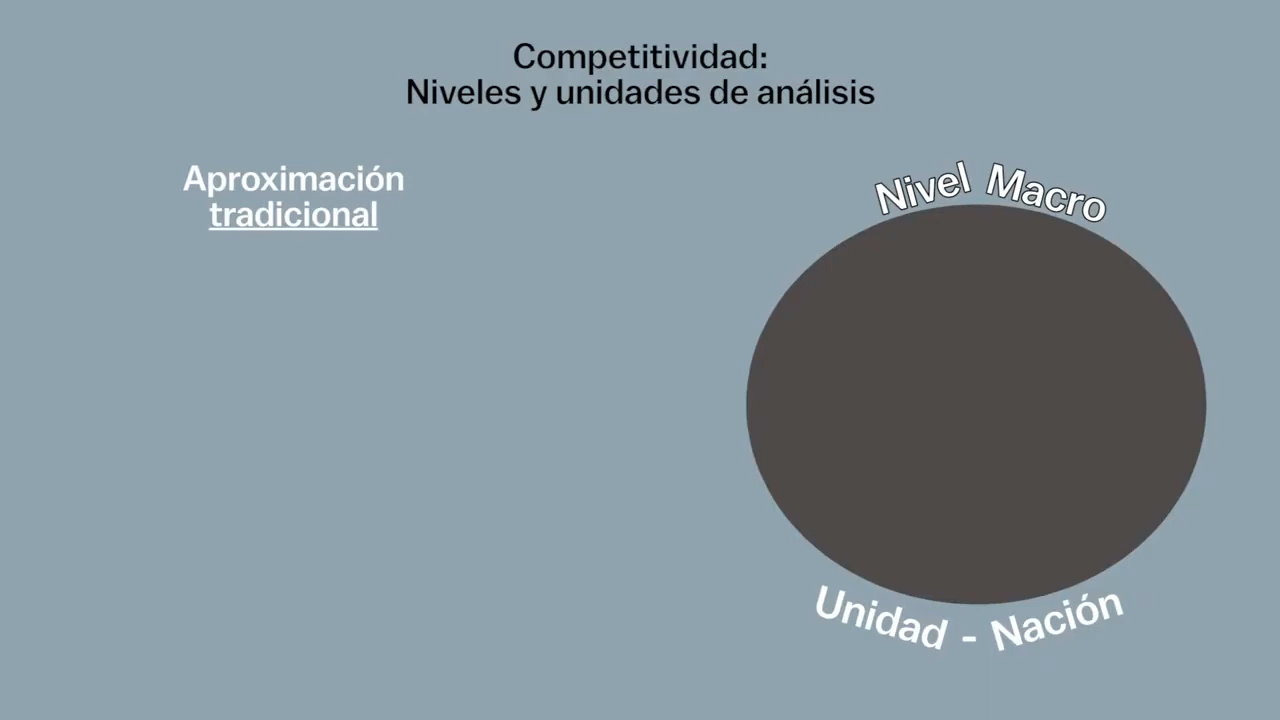 Competitividad:
Niveles y unidades de análisis
Aproximación
tradicional
Nivel Macro
Unidad - Nación